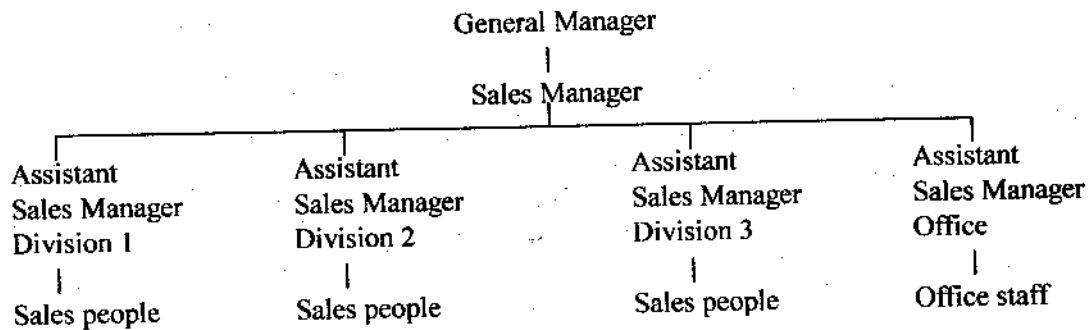 General Manager
Sales Manager
Assistant
Sales Manager
Division 1
Assistant
Sales Manager
Division 2
Assistant
Sales Manager
Division 3
Assistant
Sales Manager
Office
Sales people
Sales people
Sales people
Office staff